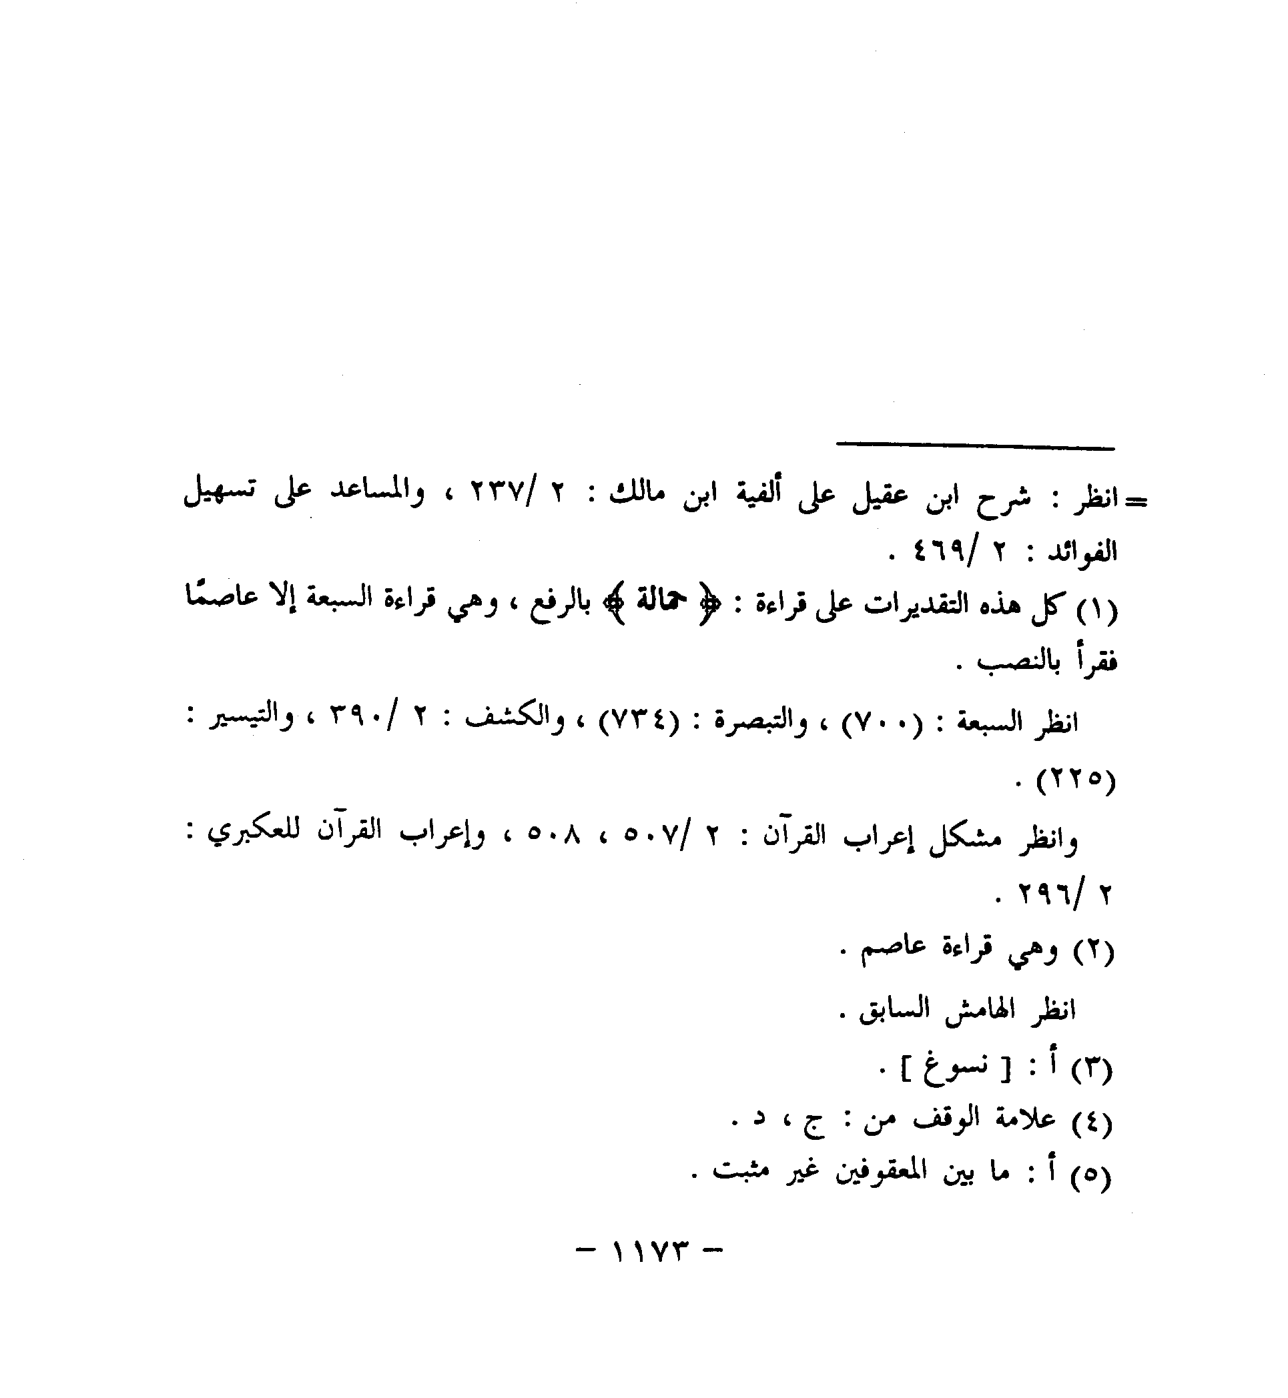 = انظر : شرح ابن عقيل على ألفية ابن مالك : ٢ /٢٣٧ ، والمساعد على تسهيل
الفوائد : ٢ /٤٦٩ .
(١) كل هذه التقديرات على قراءة : ﴿ حمالة ﴾ بالرفع ، وهي قراءة السبعة إلا عاصمًا
فقرأ بالنصب .
انظر السبعة : (٧٠٠) ، والتبصرة : (٧٣٤) ، والكشف : ٢ /٣٩٠ ، والتيسير :
(٢٢٥) .
وانظر مشكل إعراب القرآن : ٢ /٥٠٧ ، ٥٠٨ ، وإعراب القرآن للعكبري :
٢ /٢٩٦ .
(٢) وهي قراءة عاصم .
انظر الهامش السابق .
(٣) أ : [ نسوغ ] .
(٤) علامة الوقف من : ج ، د .
(٥) أ : ما بين المعقوفين غير مثبت .
– ١١٧٣ –